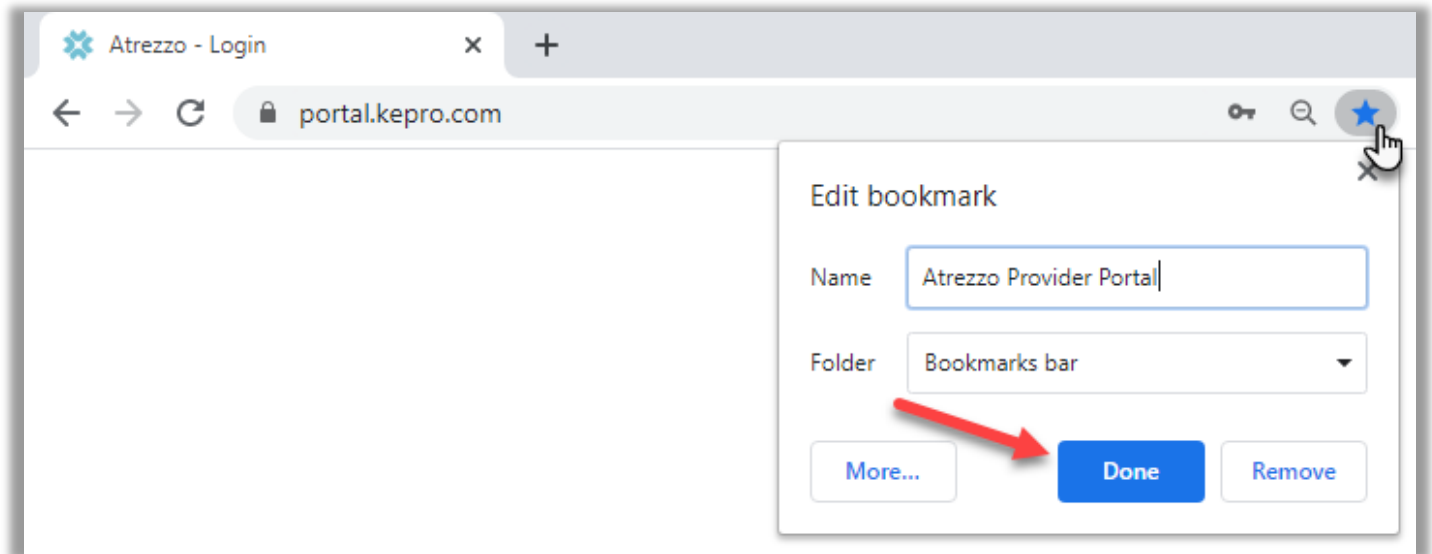 Atrezzo - Login
portal.kepro.com
Edit bookmark
Name Atrezzo Provider Portal
Folder Bookmarks bar
More... Done Remove